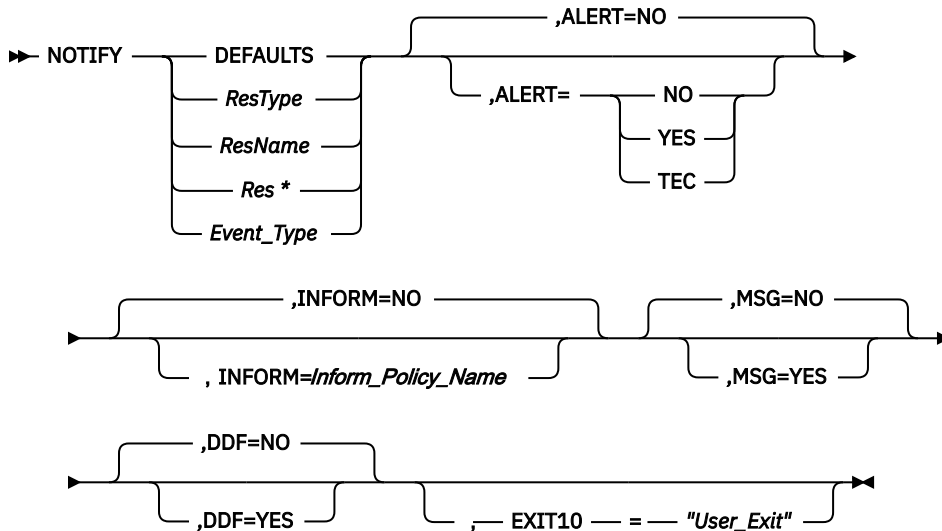 ,ALERT=NO
NOTIFY DEFAULTS
ResType
,ALERT= NO
ResName
YES
Res *
TEC
Event_Type
,INFORM=NO ,MSG=NO
, INFORM=Inform_Policy_Name ,MSG=YES
,DDF=NO
,DDF=YES , EXIT10 = "User_Exit"